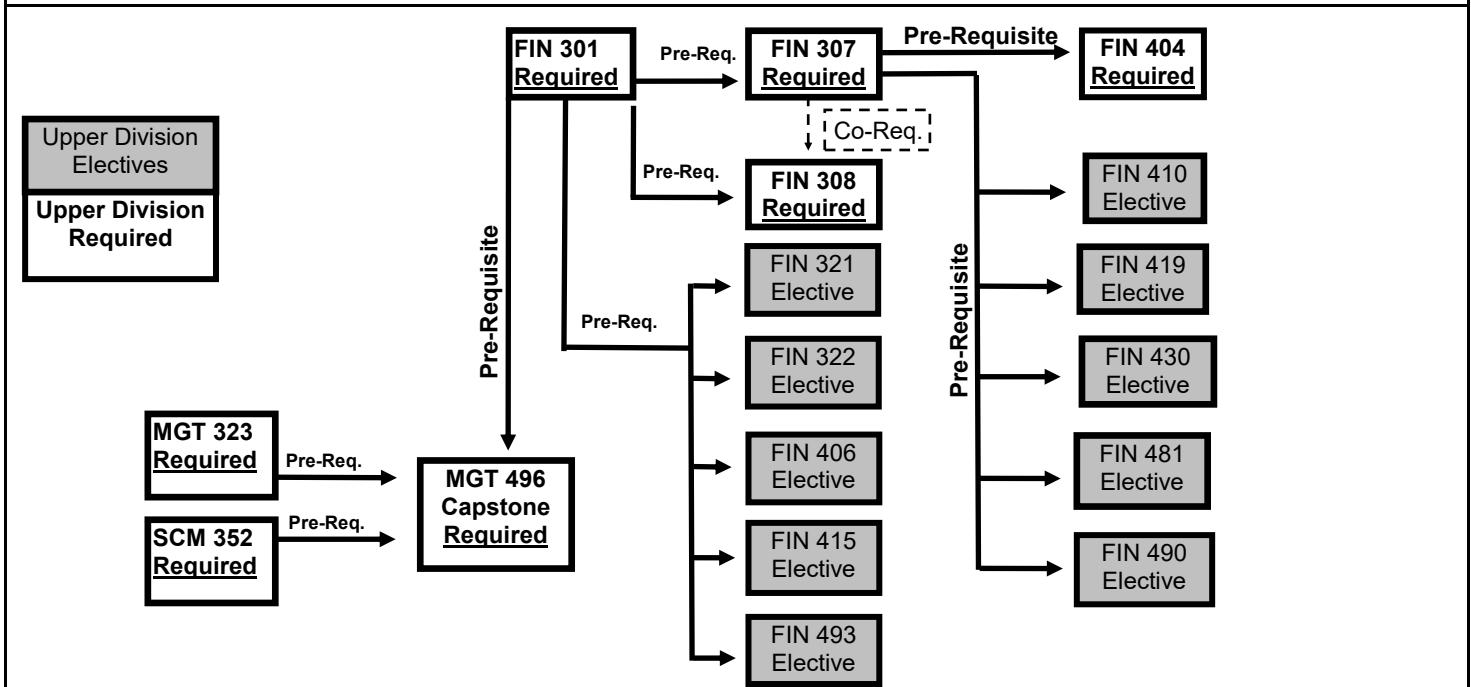 FIN 301
Required
Pre-Req.
FIN 307
Required
Pre-Requisite
FIN 404
Required
Upper Division
Electives
Upper Division
Required
Co-Req.
Pre-Req.
FIN 308
Required
FIN 410
Elective
Pre-Requisite
FIN 321
Elective
FIN 419
Elective
Pre-Req.
Pre-Requisite
FIN 322
Elective
FIN 430
Elective
MGT 323
Required
Pre-Req.
MGT 496
Capstone
Required
FIN 406
Elective
FIN 481
Elective
SCM 352
Required
Pre-Req.
FIN 415
Elective
FIN 490
Elective
FIN 493
Elective